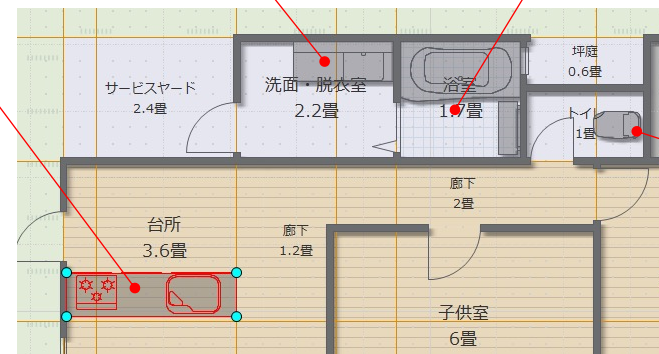 サービスヤード
2.4畳
洗面・脱衣室
2.2畳
浴室
1.7畳
坪庭
0.6畳
トイレ
1畳
廊下
2畳
台所
3.6畳
廊下
1.2畳
子供室
6畳